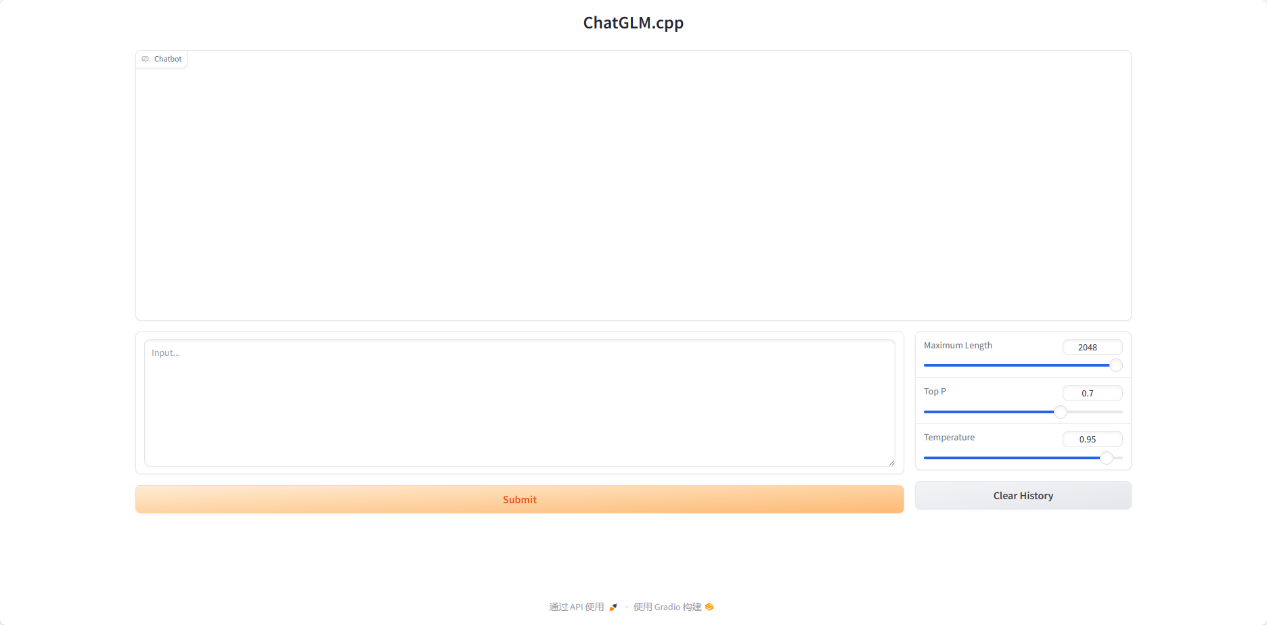 ChatGLM.cpp
Chatbot
Input...
Maximum Length
2048
Top P
0.7
Temperature
0.95
Submit
Clear History
通过 API 使用 · 使用 Gradio 构建